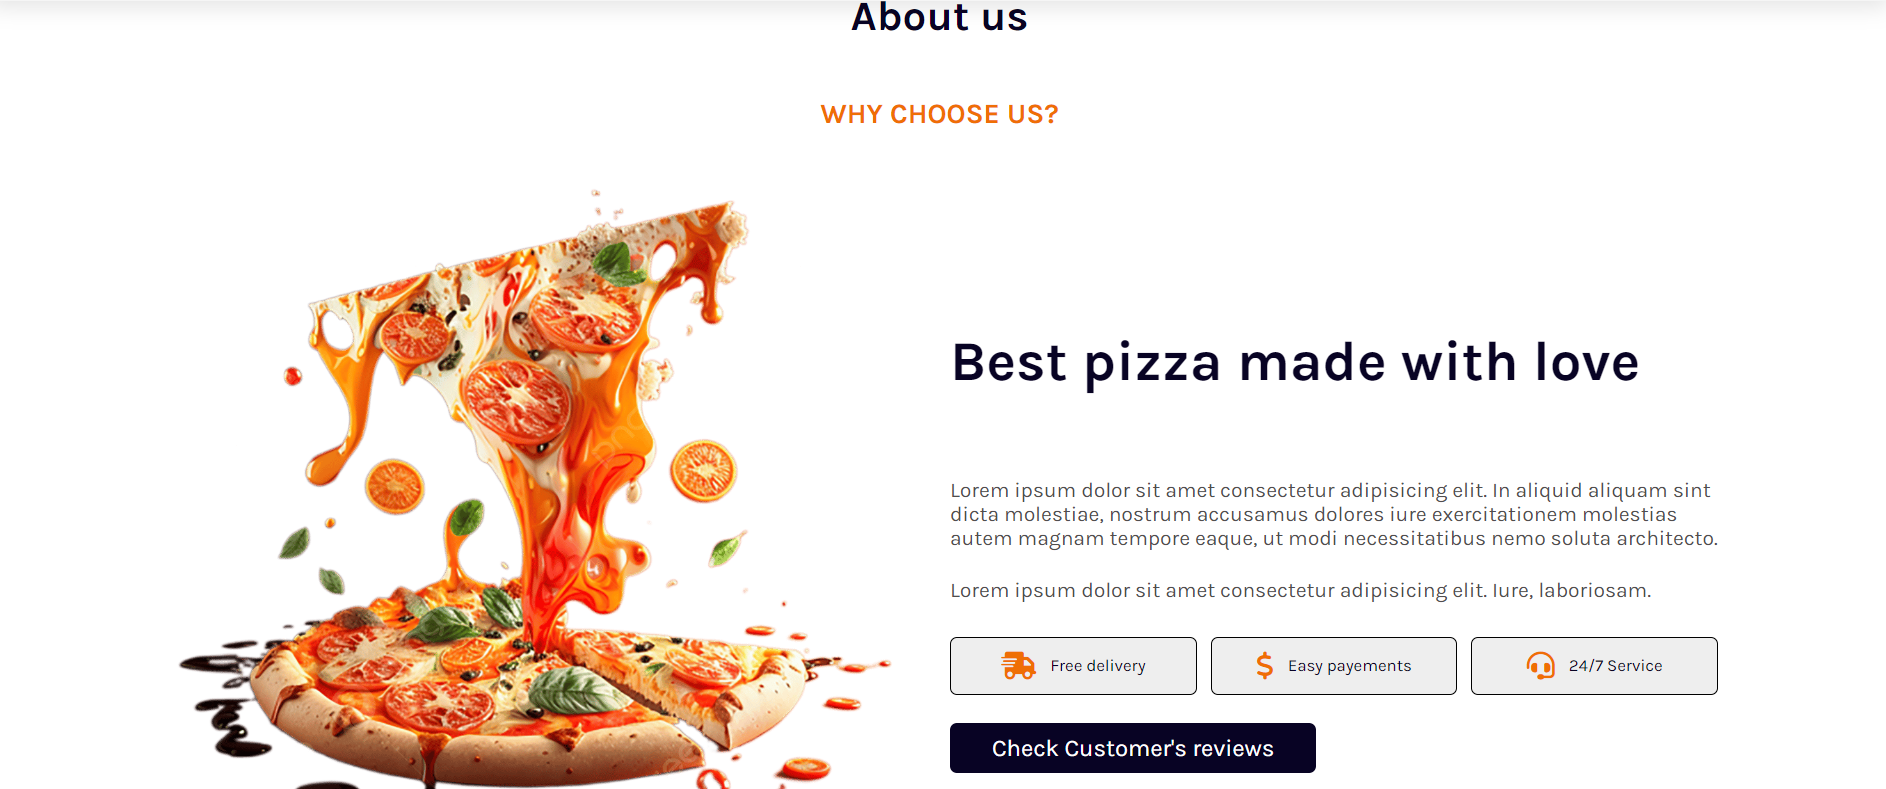 About us
WHY CHOOSE US?
Best pizza made with love
Lorem ipsum dolor sit amet consectetur adipisicing elit. In aliquid aliquam sint
dicta molestiae, nostrum accusamus dolores iure exercitationem molestias
autem magnam tempore eaque, ut modi necessitatibus nemo soluta architecto.
Lorem ipsum dolor sit amet consectetur adipisicing elit. Iure, laboriosam.
Free delivery
Easy payements
24/7 Service
Check Customer's reviews